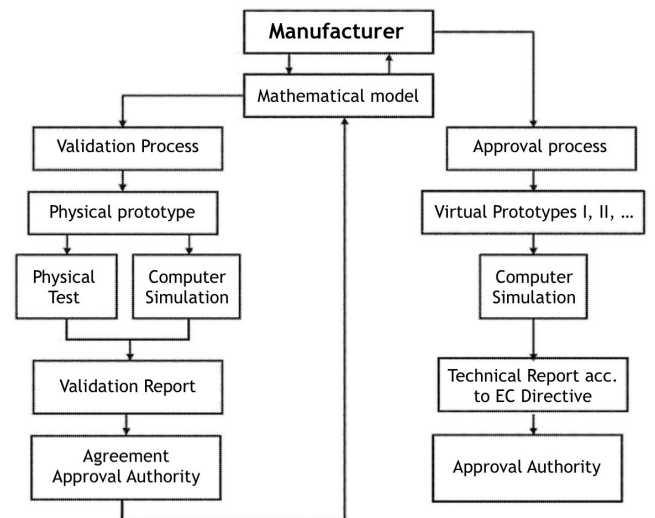 Manufacturer
Mathematical model
Validation Process
Approval process
Physical prototype
Virtual Prototypes I, II, ...
Physical
Test
Computer
Simulation
Computer
Simulation
Validation Report
Technical Report acc.
to EC Directive
Agreement
Approval Authority
Approval Authority